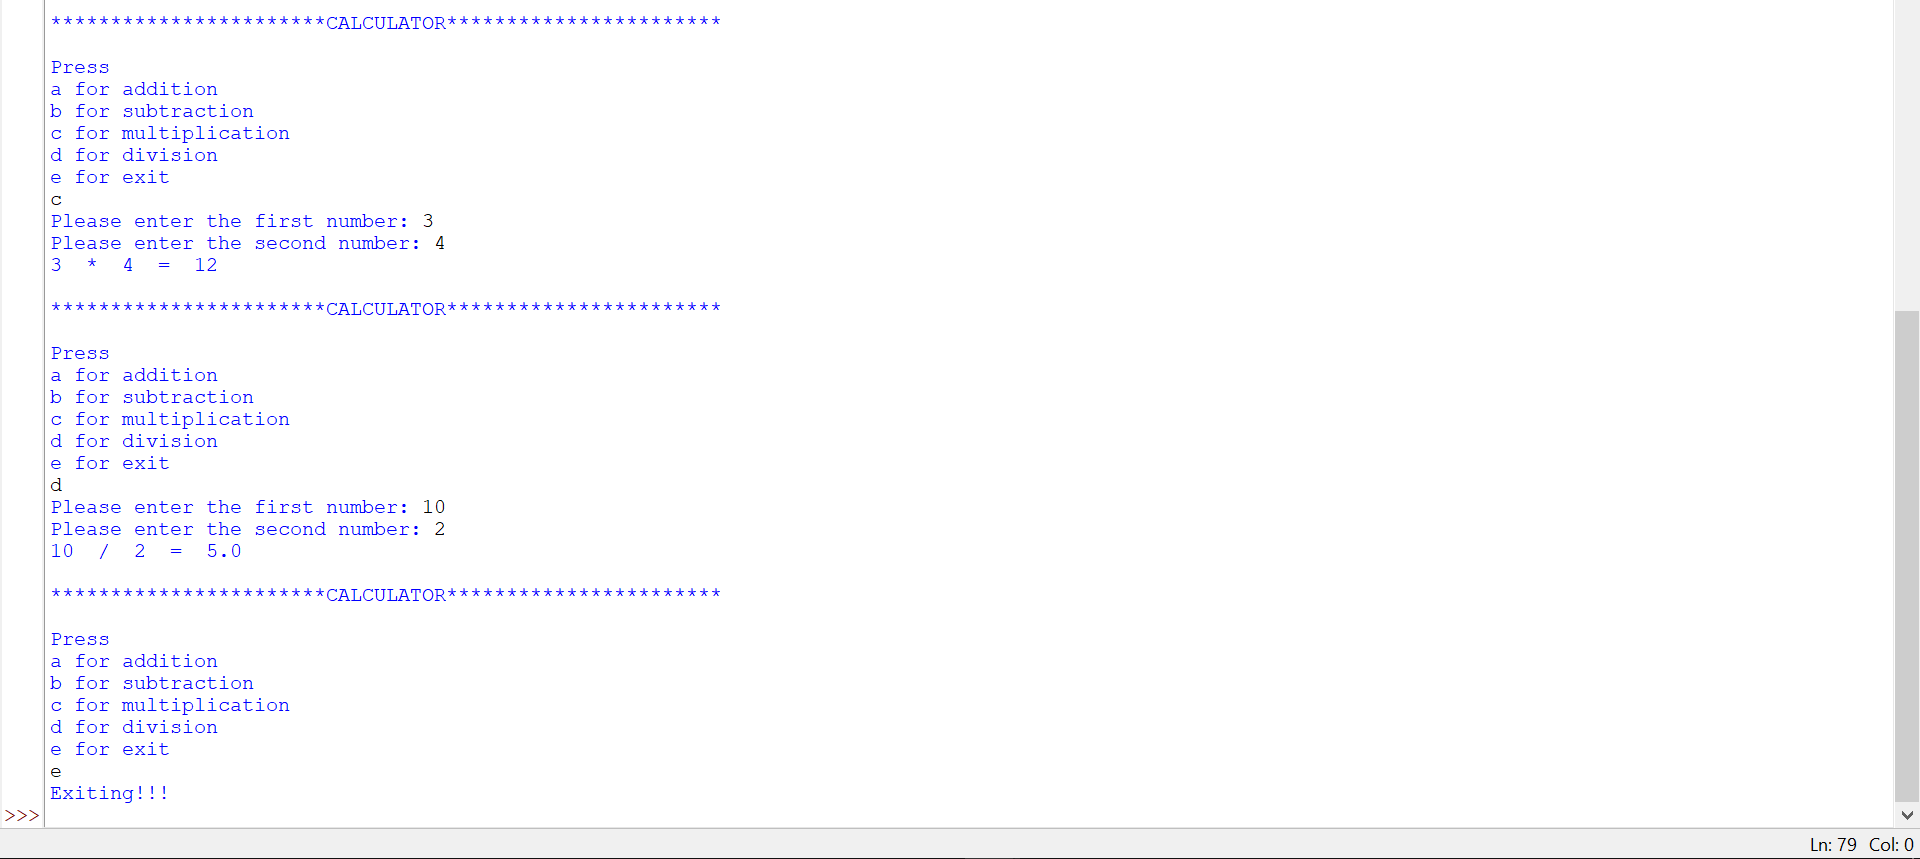 ***********************CALCULATOR***********************
Press
a for addition
b for subtraction
c for multiplication
d for division
e for exit
c
Please enter the first number: 3
Please enter the second number: 4
3  *  4  =  12
***********************CALCULATOR***********************
Press
a for addition
b for subtraction
c for multiplication
d for division
e for exit
d
Please enter the first number: 10
Please enter the second number: 2
10  /  2  =  5.0
***********************CALCULATOR***********************
Press
a for addition
b for subtraction
c for multiplication
d for division
e for exit
e
Exiting!!!
>>>
Ln: 79  Col: 0